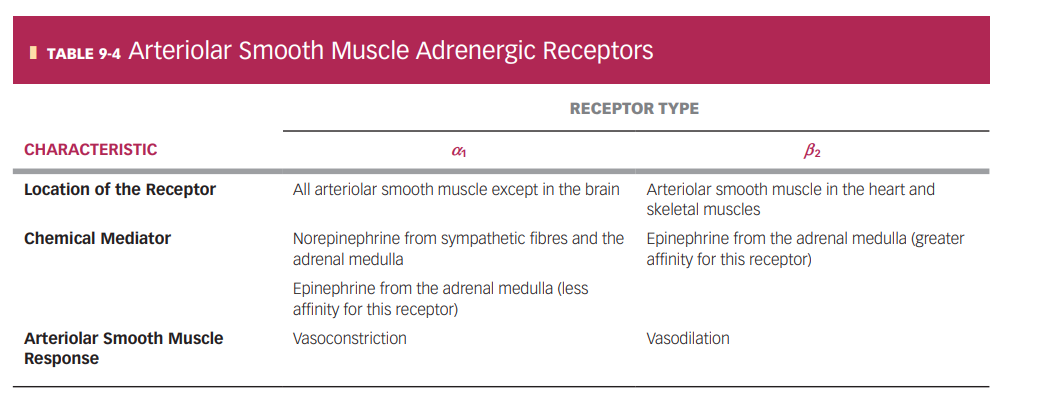 TABLE 9-4 Arteriolar Smooth Muscle Adrenergic Receptors
RECEPTOR TYPE
CHARACTERISTIC α1 β2
Location of the Receptor All arteriolar smooth muscle except in the brain Arteriolar smooth muscle in the heart and
skeletal muscles
Chemical Mediator Norepinephrine from sympathetic fibres and the Epinephrine from the adrenal medulla (greater
adrenal medulla affinity for this receptor)
Epinephrine from the adrenal medulla (less
affinity for this receptor)
Arteriolar Smooth Muscle Vasoconstriction Vasodilation
Response